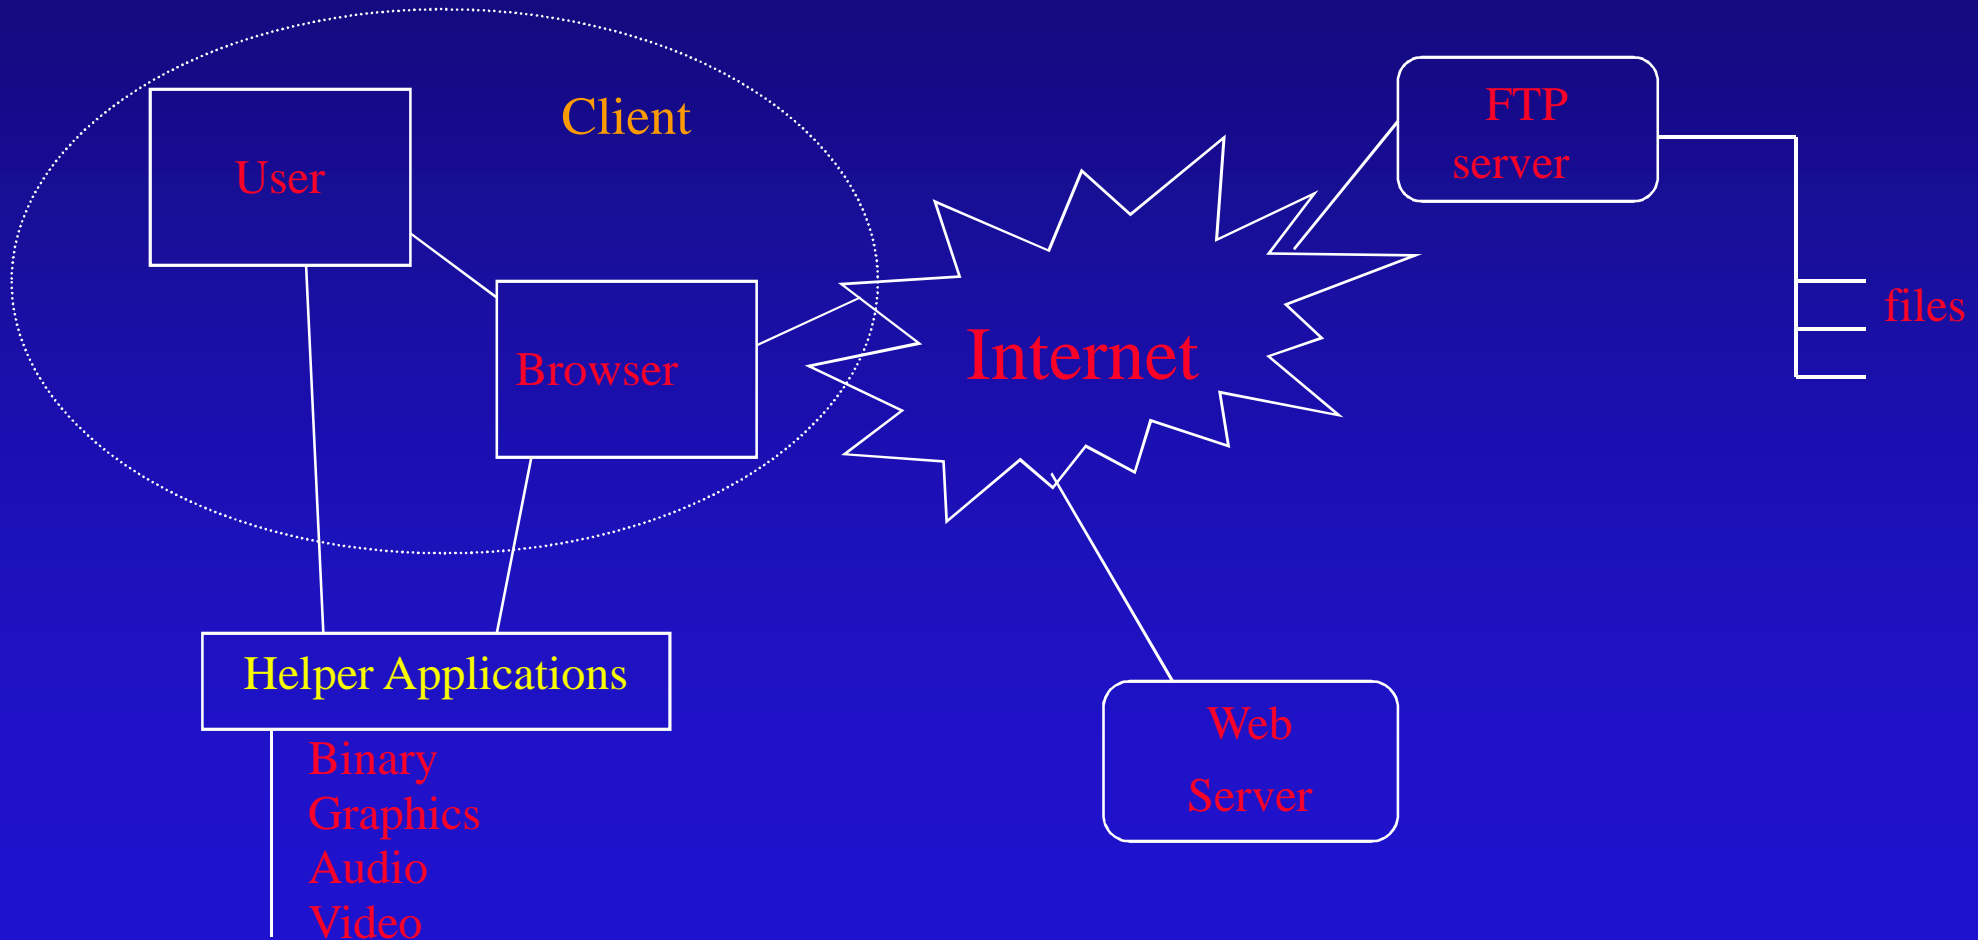 Client
User
Browser
Internet
FTP
server
files
Helper Applications
Binary
Graphics
Audio
Video
Web
Server